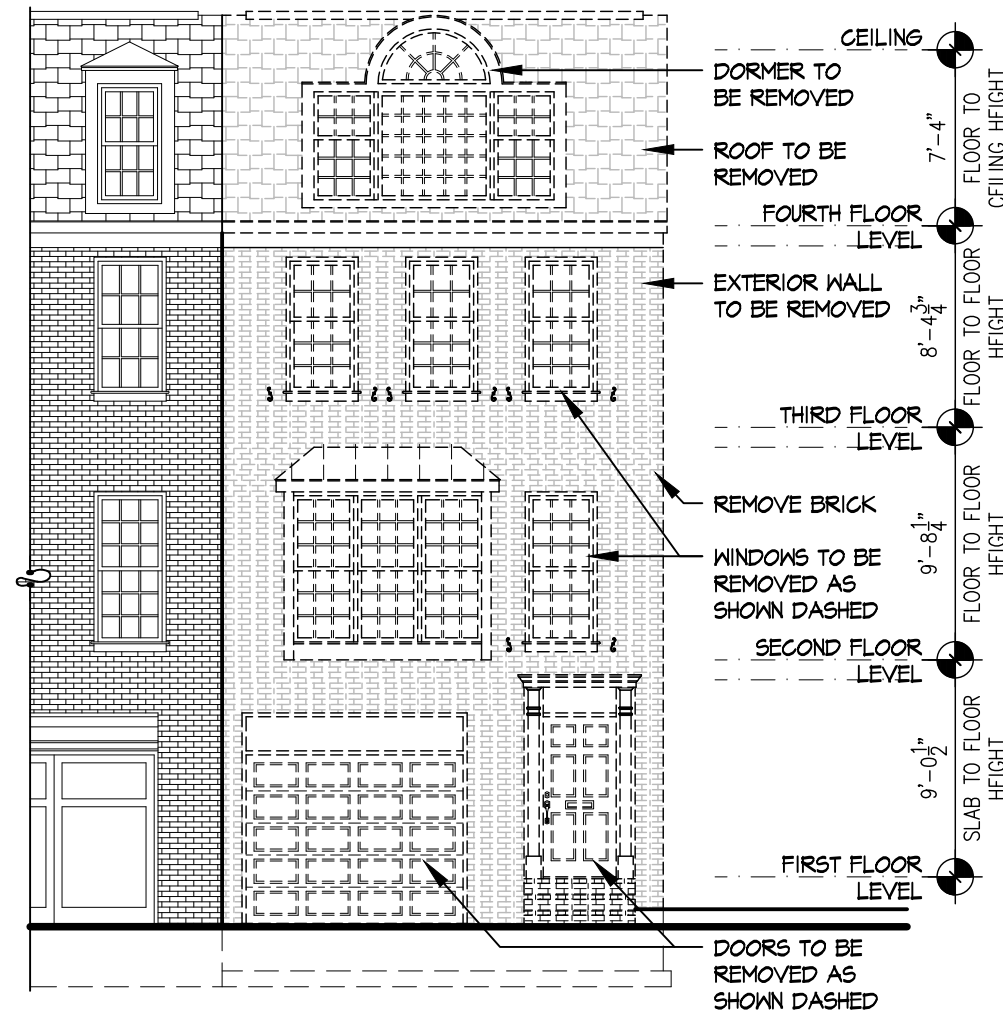 CEILING
DORMER TO
BE REMOVED
7'-4"
FLOOR TO
CEILING HEIGHT
ROOF TO BE
REMOVED
FOURTH FLOOR
LEVEL
EXTERIOR WALL
TO BE REMOVED
8'-4 3/4"
FLOOR TO FLOOR
HEIGHT
THIRD FLOOR
LEVEL
REMOVE BRICK
9'-8 1/4"
FLOOR TO FLOOR
HEIGHT
WINDOWS TO BE
REMOVED AS
SHOWN DASHED
SECOND FLOOR
LEVEL
9'-0 1/2"
SLAB TO FLOOR
HEIGHT
FIRST FLOOR
LEVEL
DOORS TO BE
REMOVED AS
SHOWN DASHED